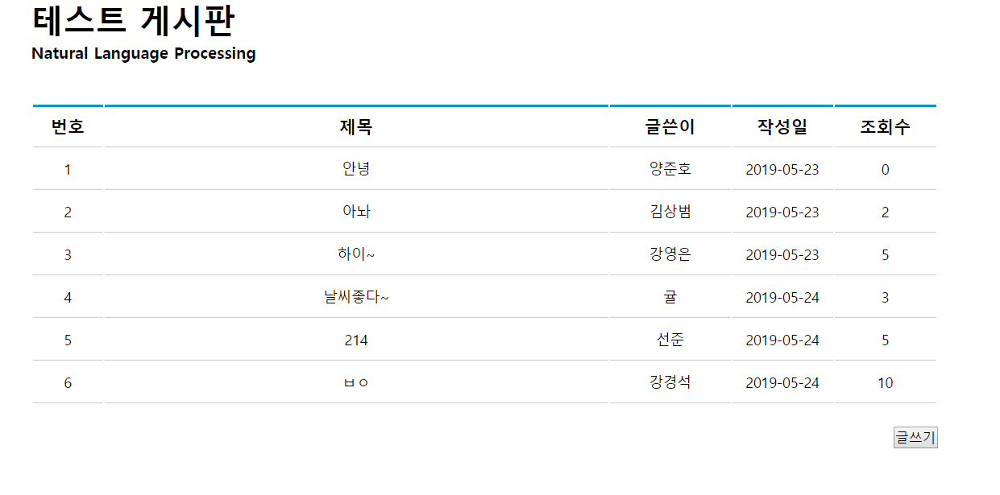 테스트 게시판
Natural Language Processing
번호 제목 글쓴이 작성일 조회수
1 안녕 양준호 2019-05-23 0
2 아놔 김상범 2019-05-23 2
3 하이~ 강영은 2019-05-23 5
4 날씨좋다~ 귤 2019-05-24 3
5 214 선준 2019-05-24 5
6 ㅂㅇ 강경석 2019-05-24 10
글쓰기